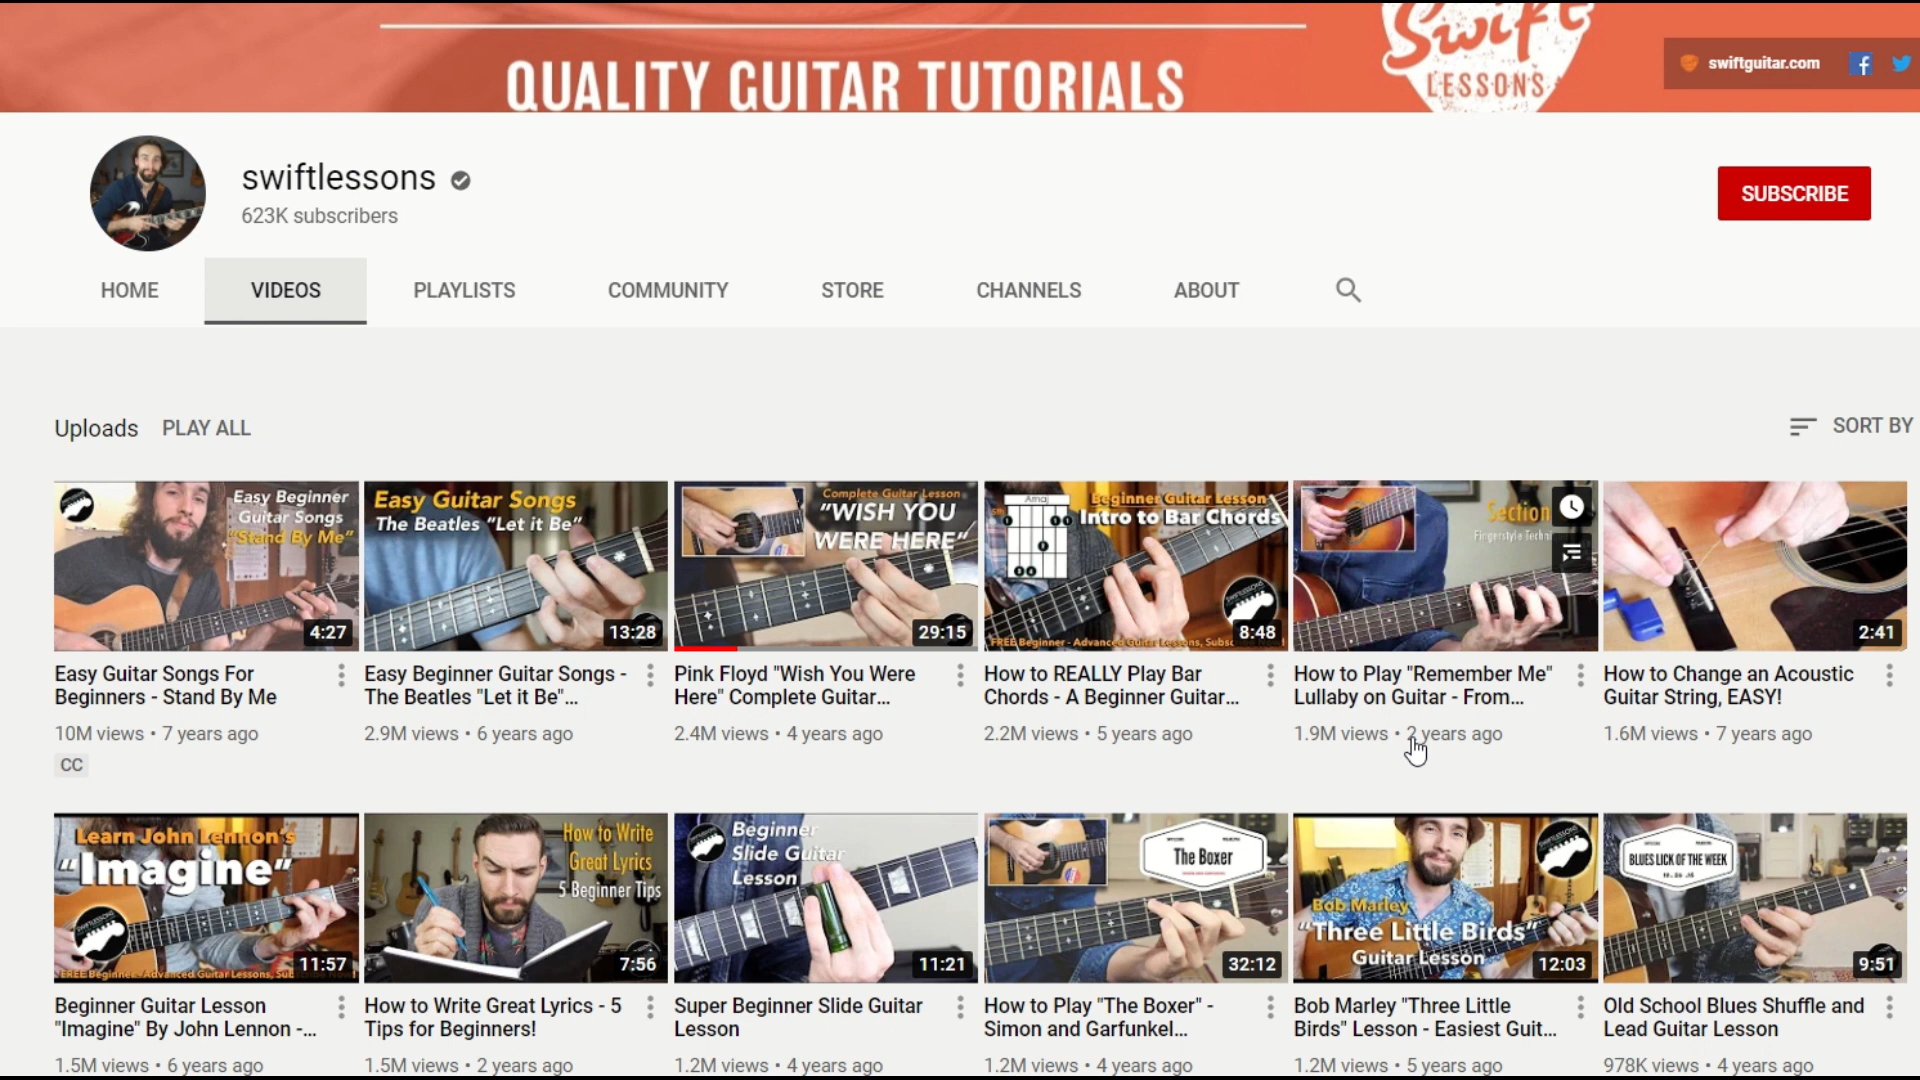 Swift
LESSONS
QUALITY GUITAR TUTORIALS
swiftguitar.com
swiftlessons
623K subscribers
SUBSCRIBE
HOME
VIDEOS
PLAYLISTS
COMMUNITY
STORE
CHANNELS
ABOUT
Uploads PLAY ALL
SORT BY
Easy Beginner
Guitar Songs
"Stand By Me"
4:27
Easy Guitar Songs
The Beatles "Let it Be"
13:28
Complete Guitar Lesson
"WISH YOU
WERE HERE"
29:15
Amaj
Beginner Guitar Lesson
Intro to Bar Chords
FREE Beginner - Advanced Guitar Lessons,
8:48
Section
Fingerstyle
2:41
Easy Guitar Songs For
Beginners - Stand By Me
10M views • 7 years ago
CC
Easy Beginner Guitar Songs -
The Beatles "Let it Be"...
2.9M views • 6 years ago
Pink Floyd "Wish You Were
Here" Complete Guitar...
2.4M views • 4 years ago
How to REALLY Play Bar
Chords - A Beginner Guitar...
2.2M views • 5 years ago
How to Play "Remember Me"
Lullaby on Guitar - From...
1.9M views • 2 years ago
How to Change an Acoustic
Guitar String, EASY!
1.6M views • 7 years ago
Learn John Lennon's
"Imagine"
FREE Beginner-Advanced Guitar Lessons,
11:57
How to Write
Great Lyrics
5 Beginner Tips
7:56
Beginner
Slide Guitar
Lesson
11:21
The Boxer
32:12
Bob Marley
"Three Little Birds"
Guitar Lesson
12:03
BLUES LICK OF THE WEEK
9:51
Beginner Guitar Lesson
"Imagine" By John Lennon -...
1.5M views • 6 years ago
How to Write Great Lyrics - 5
Tips for Beginners!
1.5M views • 2 years ago
Super Beginner Slide Guitar
Lesson
1.2M views • 4 years ago
How to Play "The Boxer" -
Simon and Garfunkel...
1.2M views • 4 years ago
Bob Marley "Three Little
Birds" Lesson - Easiest Guit...
1.2M views • 5 years ago
Old School Blues Shuffle and
Lead Guitar Lesson
978K views • 4 years ago